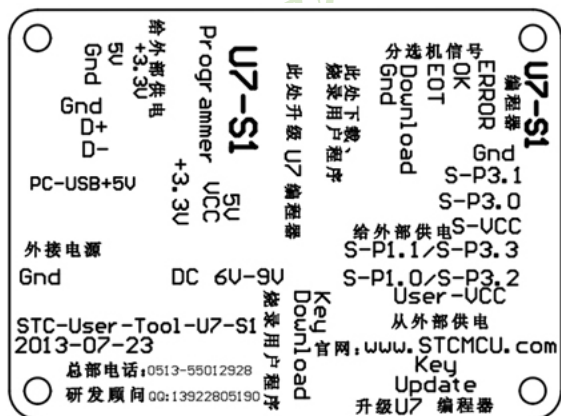 给外部供电
+3.3V
5V
Gnd
Gnd
D+
D-
PC-USB+5V
U7-S1
Programmer
5V
VCC
+3.3V
此处升级 U7 编程器
此处下载、
烧录用户程序
分选机信号
U7-S1
编程器
ERROR
OK
EOT
Download
Gnd
Gnd
S-P3.1
S-P3.0
S-VCC
给外部供电
S-P1.1/S-P3.3
S-P1.0/S-P3.2
User-VCC
从外部供电
外接电源
Gnd
DC 6V-9V
Key
Download
烧录用户程序
STC-User-Tool-U7-S1
2013-07-23
总部电话:0513-55012928
研发顾问QQ:13922805190
官网:www.STCMCU.com
Key
Update
升级U7 编程器